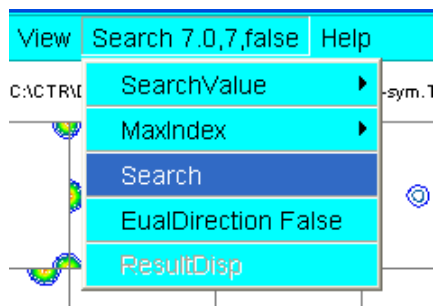 View Search 7.0,7,false Help
C:\CTR\ -sym.T
SearchValue
MaxIndex
Search
EualDirection False
ResultDisp